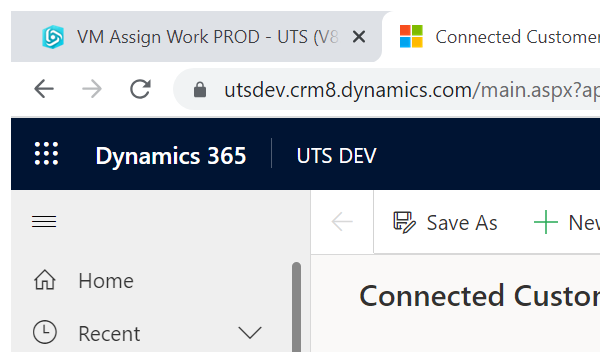 VM Assign Work PROD - UTS (V8
Connected Customer
utsdev.crm8.dynamics.com/main.aspx?ap
Dynamics 365
UTS DEV
Save As
New
Home
Connected Custo
Recent